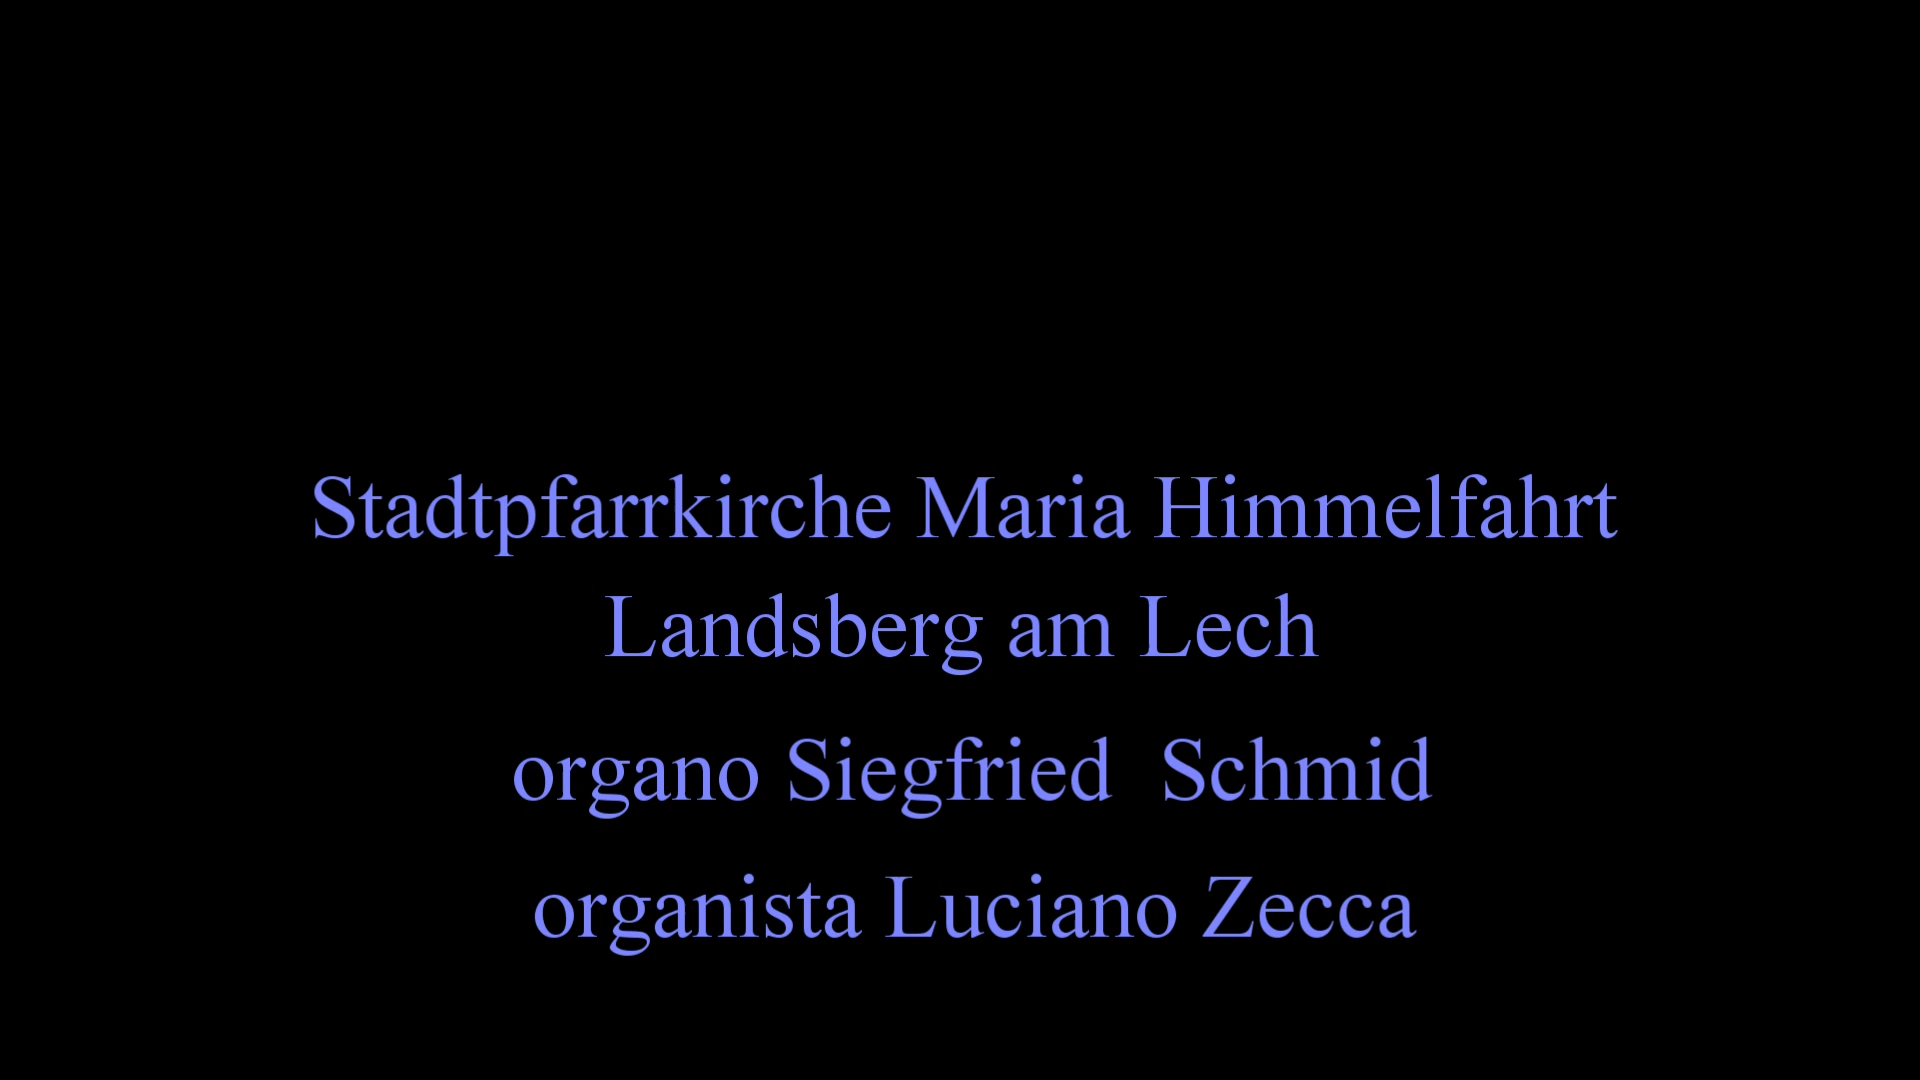 Stadtpfarrkirche Maria Himmelfahrt
Landsberg am Lech
organo Siegfried  Schmid
organista Luciano Zecca